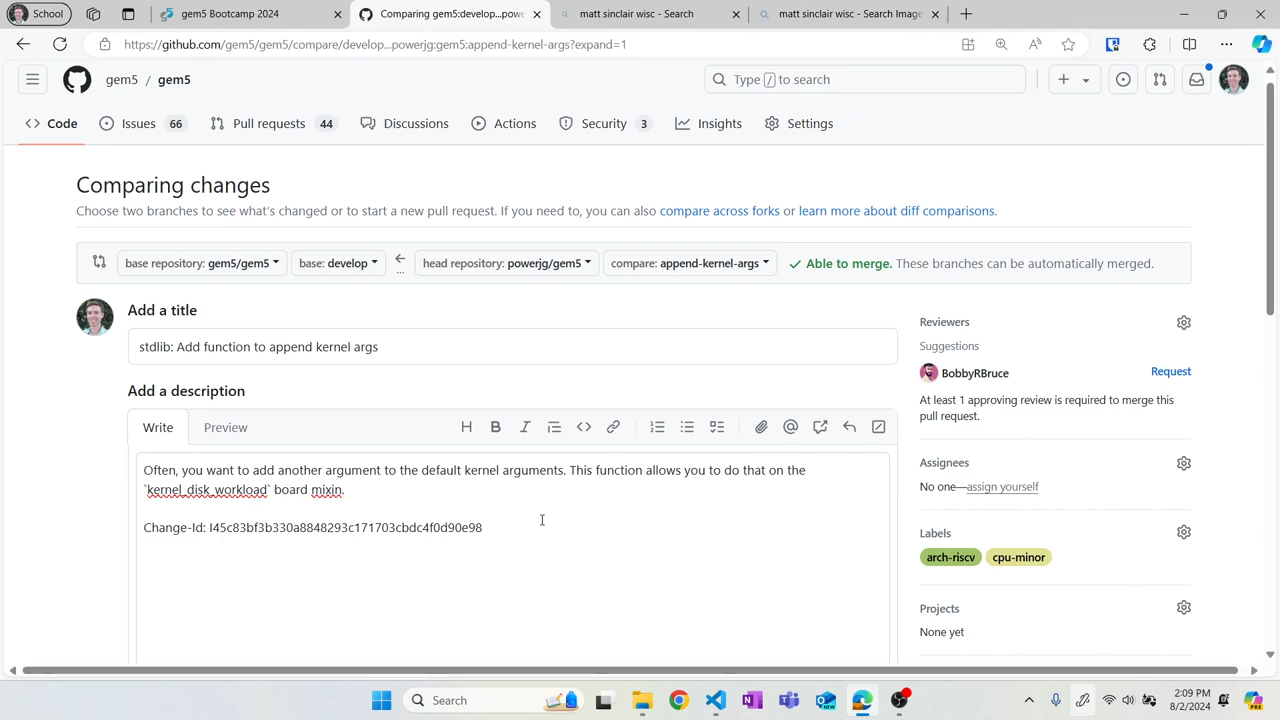 School
gem5 Bootcamp 2024
Comparing gem5:develop...powe
matt sinclair wisc - Search
matt sinclair wisc - Search Image
https://github.com/gem5/gem5/compare/develop...powerjg:gem5:append-kernel-args?expand=1
gem5 / gem5
Type / to search
Code
Issues 66
Pull requests 44
Discussions
Actions
Security 3
Insights
Settings
Comparing changes
Choose two branches to see what's changed or to start a new pull request. If you need to, you can also compare across forks or learn more about diff comparisons.
base repository: gem5/gem5
base: develop
...
head repository: powerjg/gem5
compare: append-kernel-args
Able to merge. These branches can be automatically merged.
Add a title
stdlib: Add function to append kernel args
Add a description
Write
Preview
Often, you want to add another argument to the default kernel arguments. This function allows you to do that on the
`kernel_disk_workload` board mixin.
Change-Id: I45c83bf3b330a8848293c171703cbdc4f0d90e98
Reviewers
Suggestions
BobbyRBruce
Request
At least 1 approving review is required to merge this
pull request.
Assignees
No one—assign yourself
Labels
arch-riscv cpu-minor
Projects
None yet
Search
2:09 PM
8/2/2024